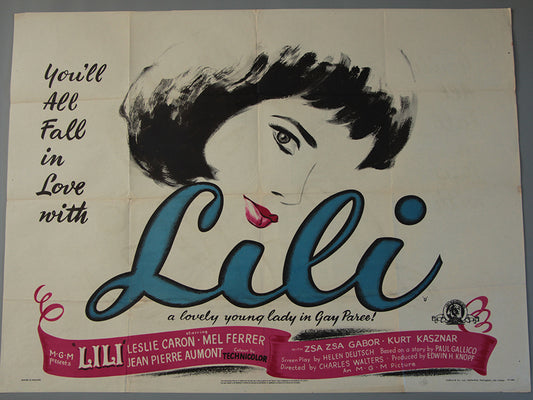 You'll
All
Fall
in
Love
with
Lili
a lovely young lady in Gay Paree!
M-G-M
Presents
"LILI"
starring
LESLIE CARON · MEL FERRER
JEAN PIERRE AUMONT
Colour by
TECHNICOLOR
with ZSA ZSA GABOR · KURT KASZNAR
Screen Play by HELEN DEUTSCH Based on a story by PAUL GALLICO
Directed by CHARLES WALTERS · Produced by EDWIN H. KNOPF
An M·G·M Picture